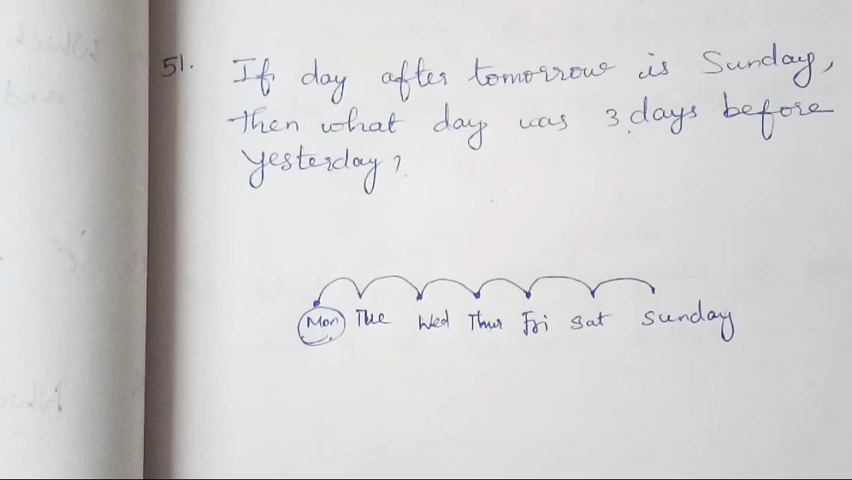 51. If day after tomorrow is Sunday,
then what day was 3 days before
yesterday?
Mon Tue Wed Thur Fri Sat Sunday